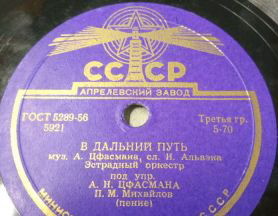 СССР
АПРЕЛЕВСКИЙ ЗАВОД
ГОСТ 5289-56
5921
Третья гр.
5-70
В ДАЛЬНИЙ ПУТЬ
муз. А. Цфасмана, сл. И. Альвэка
Эстрадный оркестр
под упр.
А. Н. ЦФАСМАНА
П. М. Михайлов
(пение)